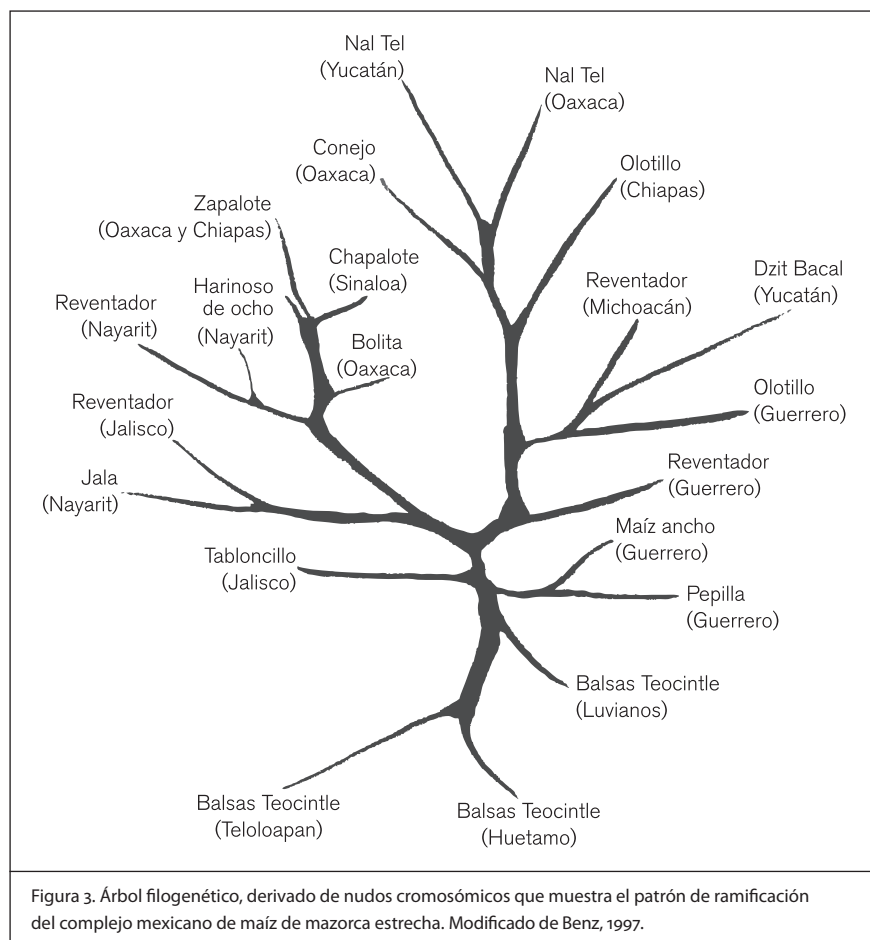 Nal Tel
(Yucatán)
Nal Tel
(Oaxaca)
Conejo
(Oaxaca)
Olotillo
(Chiapas)
Zapalote
(Oaxaca y Chiapas)
Chapalote
(Sinaloa)
Dzit Bacal
(Yucatán)
Harinoso
de ocho
(Nayarit)
Reventador
(Michoacán)
Reventador
(Nayarit)
Bolita
(Oaxaca)
Olotillo
(Guerrero)
Reventador
(Jalisco)
Reventador
(Guerrero)
Jala
(Nayarit)
Maíz ancho
(Guerrero)
Tabloncillo
(Jalisco)
Pepilla
(Guerrero)
Balsas Teocintle
(Luvianos)
Balsas Teocintle
(Teloloapan)
Balsas Teocintle
(Huetamo)
Figura 3. Árbol filogenético, derivado de nudos cromosómicos que muestra el patrón de ramificación
del complejo mexicano de maíz de mazorca estrecha. Modificado de Benz, 1997.